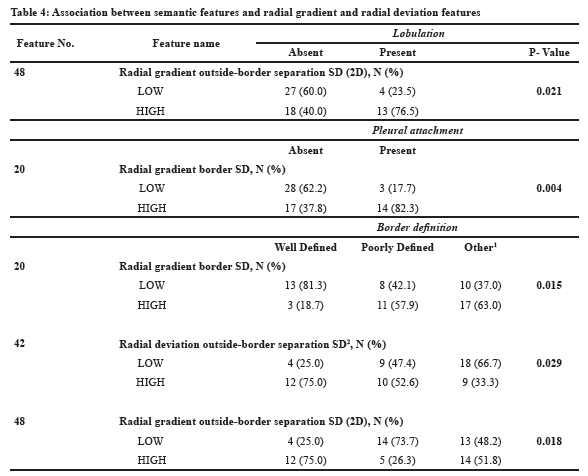 Table 4: Association between semantic features and radial gradient and radial deviation features
Feature No. Feature name Lobulation
Absent Present P- Value
48 Radial gradient outside-border separation SD (2D), N (%)
LOW 27 (60.0) 4 (23.5) 0.021
HIGH 18 (40.0) 13 (76.5)
Pleural attachment
Absent Present
20 Radial gradient border SD, N (%)
LOW 28 (62.2) 3 (17.7) 0.004
HIGH 17 (37.8) 14 (82.3)
Border definition
Well Defined Poorly Defined Other¹
20 Radial gradient border SD, N (%)
LOW 13 (81.3) 8 (42.1) 10 (37.0) 0.015
HIGH 3 (18.7) 11 (57.9) 17 (63.0)
42 Radial deviation outside-border separation SD², N (%)
LOW 4 (25.0) 9 (47.4) 18 (66.7) 0.029
HIGH 12 (75.0) 10 (52.6) 9 (33.3)
48 Radial gradient outside-border separation SD (2D), N (%)
LOW 4 (25.0) 14 (73.7) 13 (48.2) 0.018
HIGH 12 (75.0) 5 (26.3) 14 (51.8)